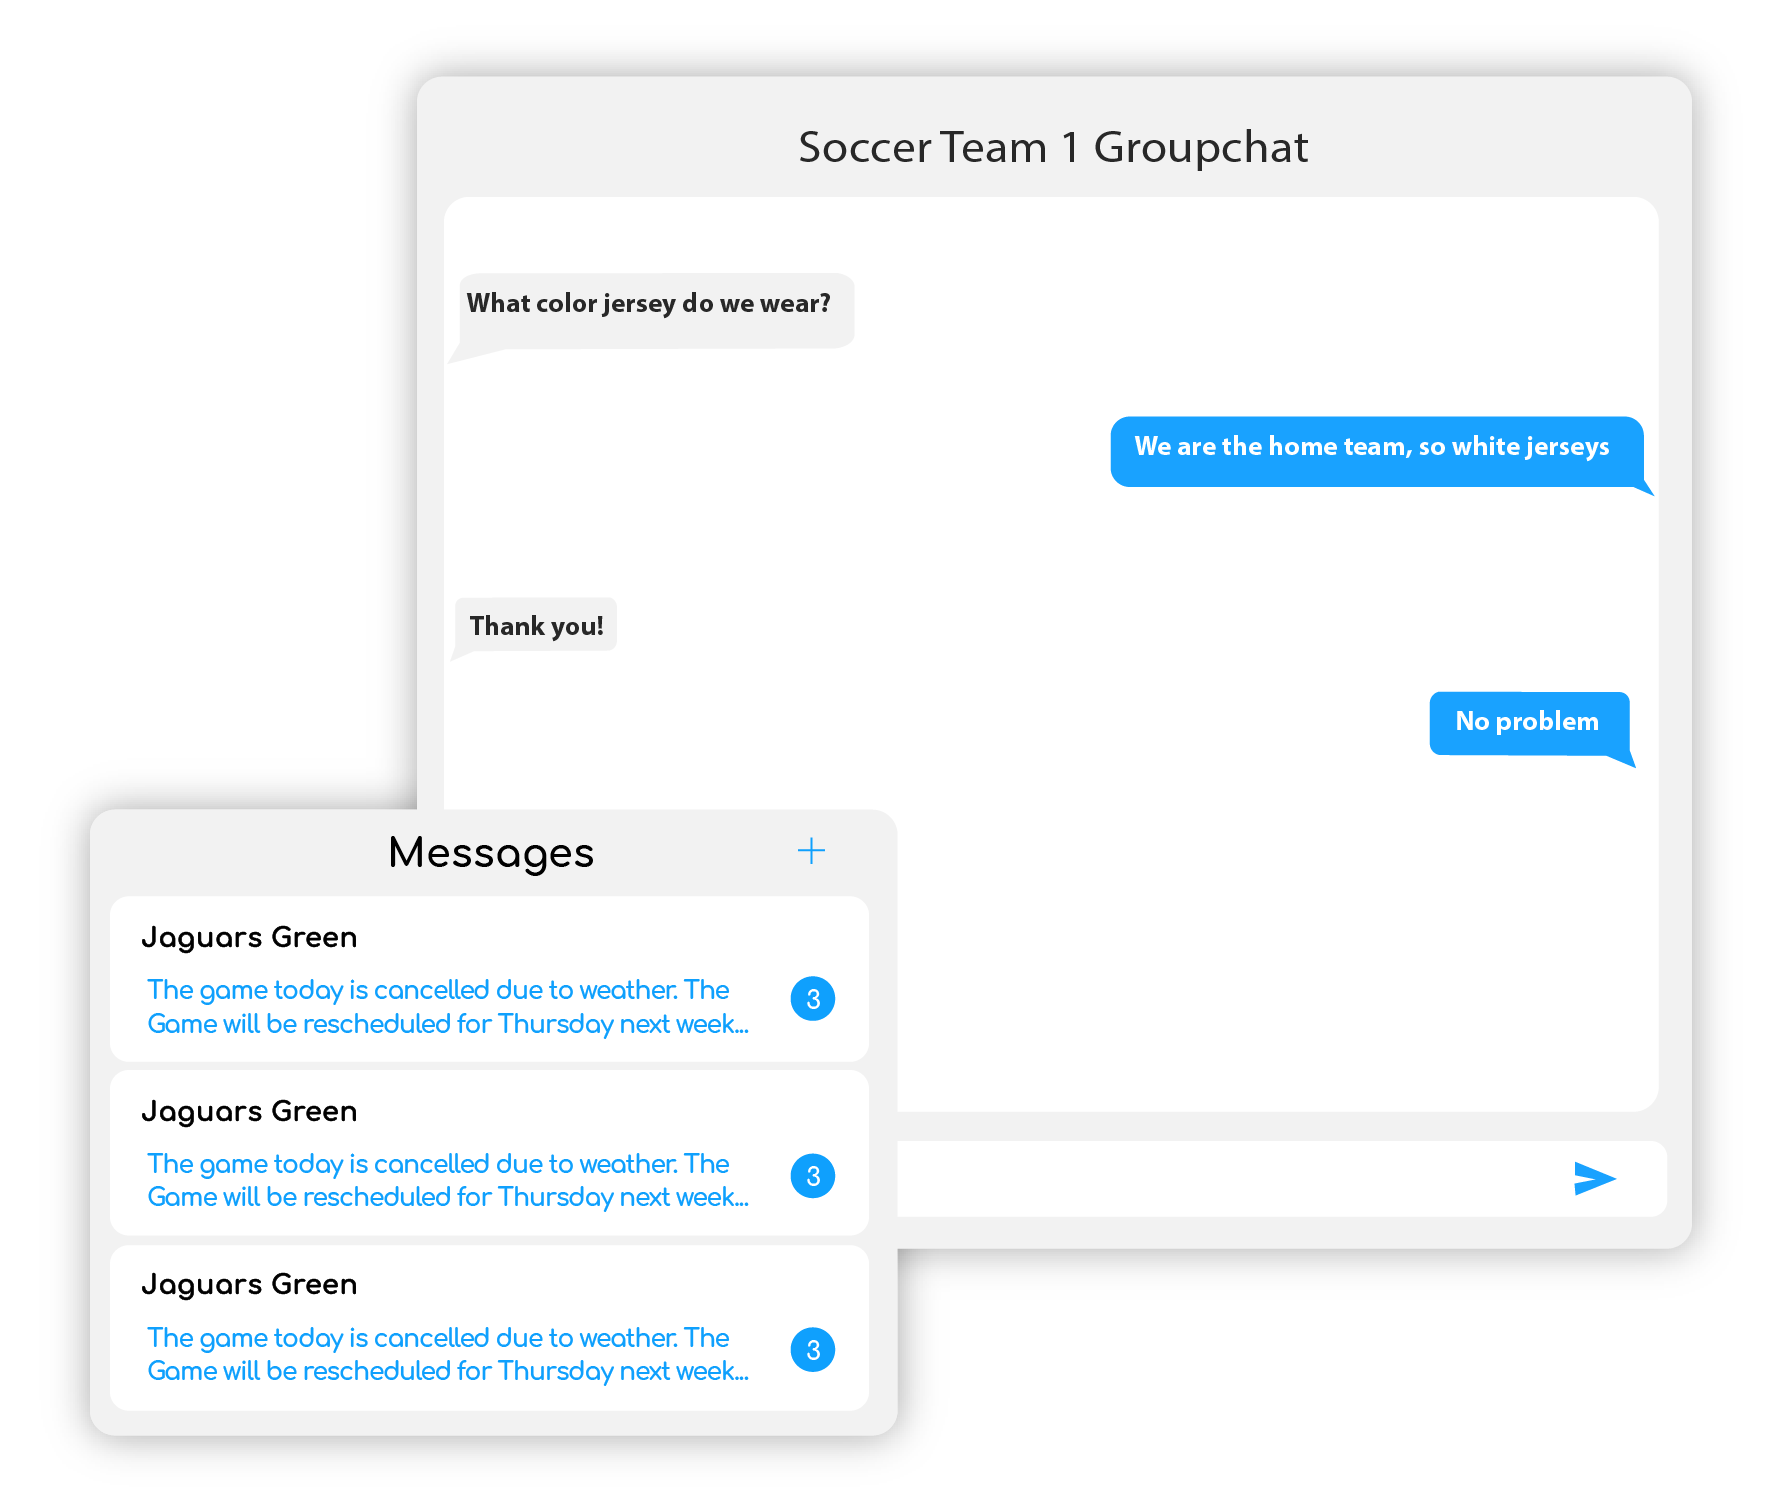 Soccer Team 1 Groupchat
What color jersey do we wear?
We are the home team, so white jerseys
Thank you!
No problem
Messages
Jaguars Green
The game today is cancelled due to weather. The
Game will be rescheduled for Thursday next week...
3
Jaguars Green
The game today is cancelled due to weather. The
Game will be rescheduled for Thursday next week...
3
Jaguars Green
The game today is cancelled due to weather. The
Game will be rescheduled for Thursday next week...
3